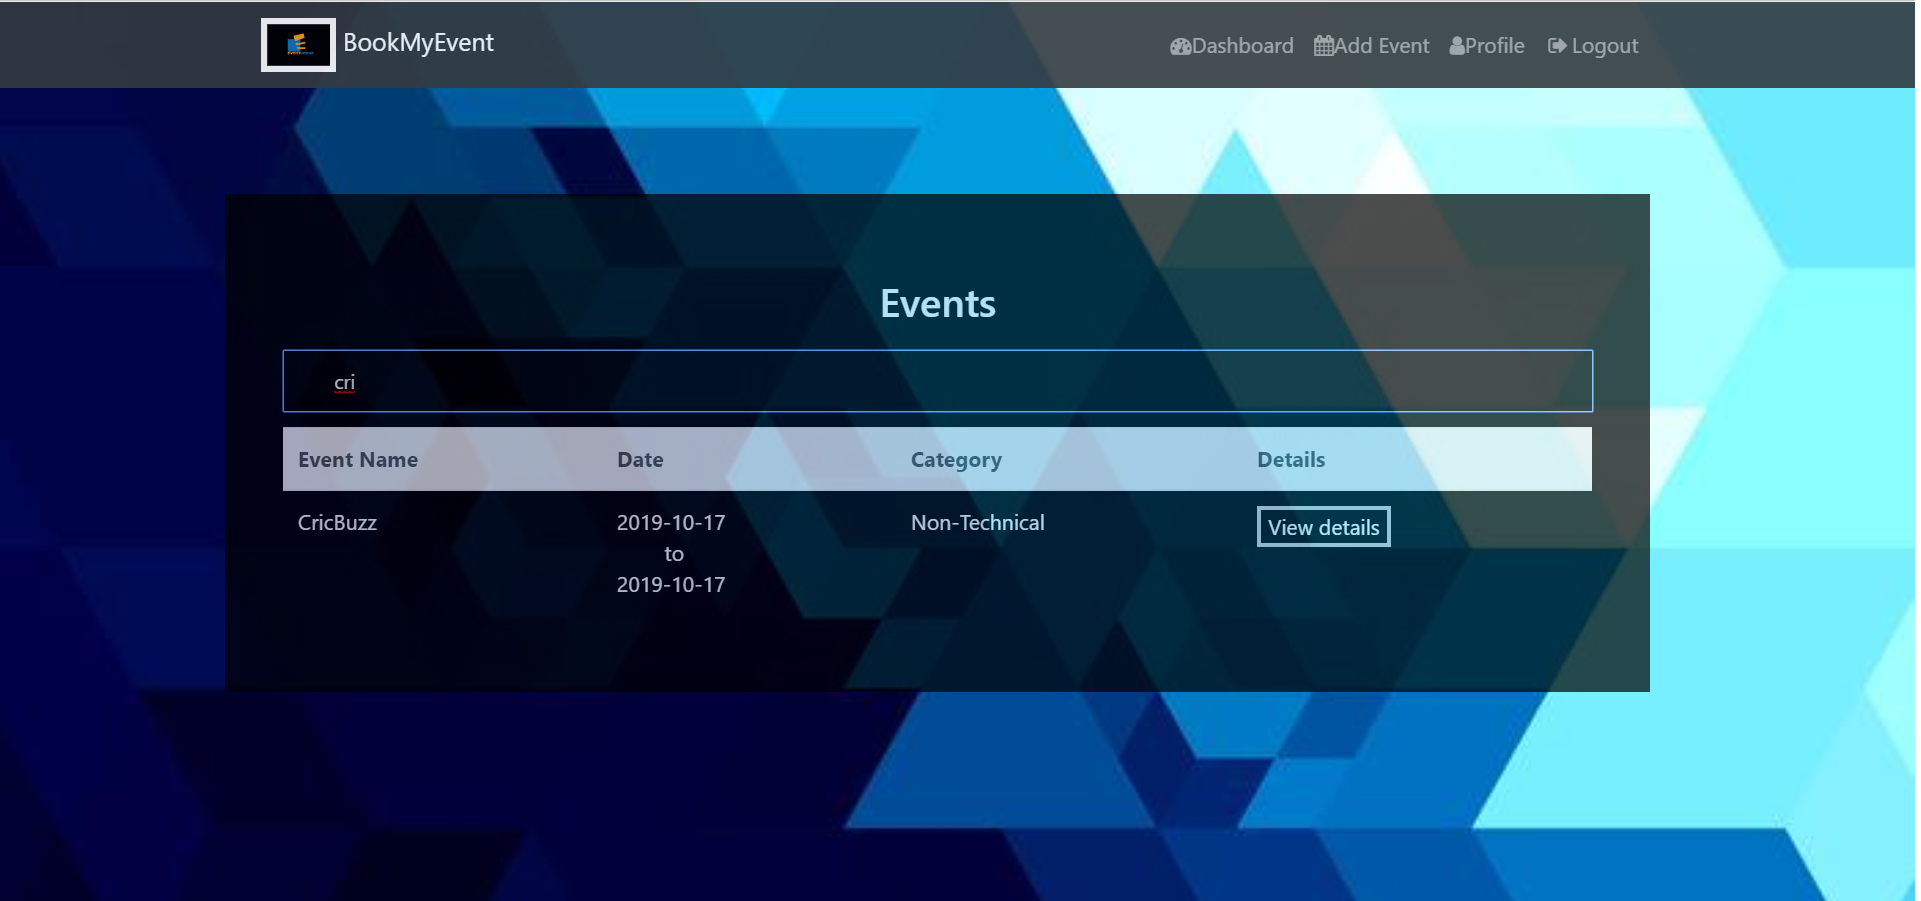 BookMyEvent
Dashboard Add Event Profile Logout
Events
cri
Event Name Date Category Details
CricBuzz 2019-10-17 Non-Technical View details
to
2019-10-17